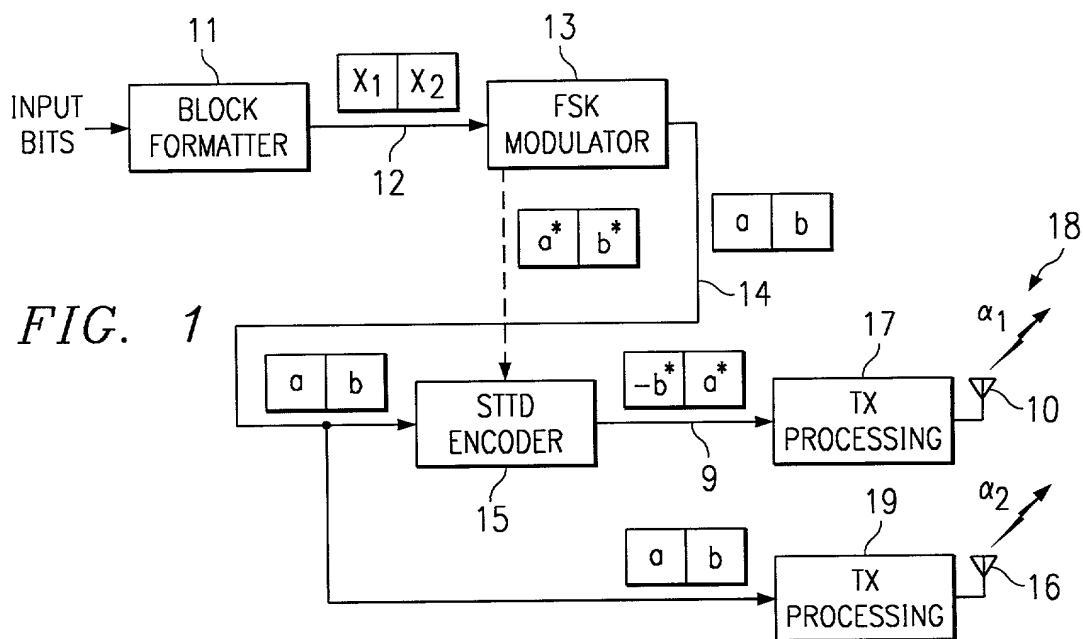 11
INPUT
BITS
BLOCK
FORMATTER
X1 X2
12
13
FSK
MODULATOR
a* b*
a b
14
18
FIG. 1
a b
STTD
ENCODER
15
-b* a*
9
17
TX
PROCESSING
α1
10
a b
19
TX
PROCESSING
α2
16